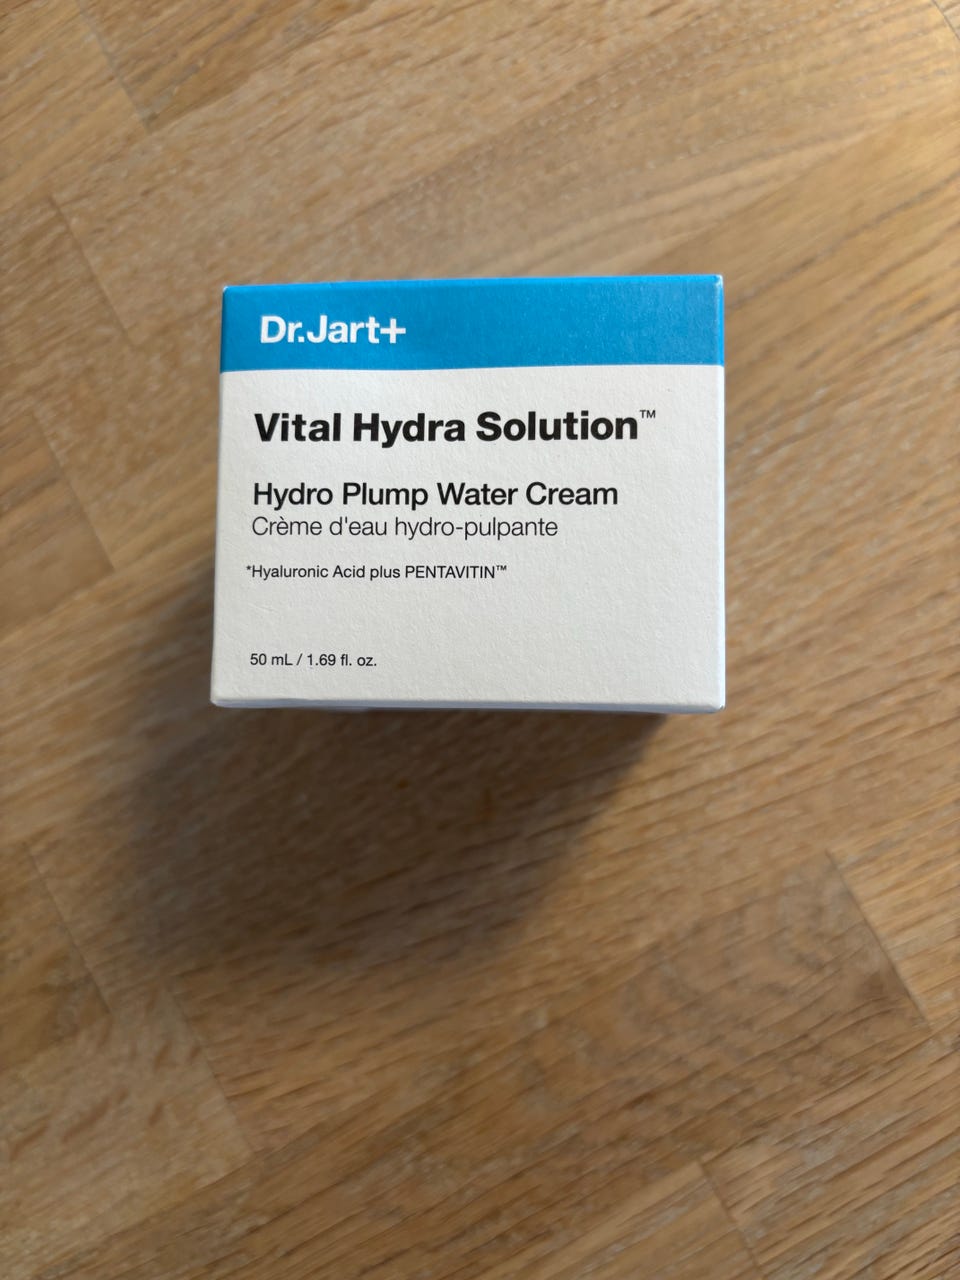 Dr.Jart+
Vital Hydra Solution™
Hydro Plump Water Cream
Crème d'eau hydro-pulpante
*Hyaluronic Acid plus PENTAVITIN™
50 mL / 1.69 fl. oz.